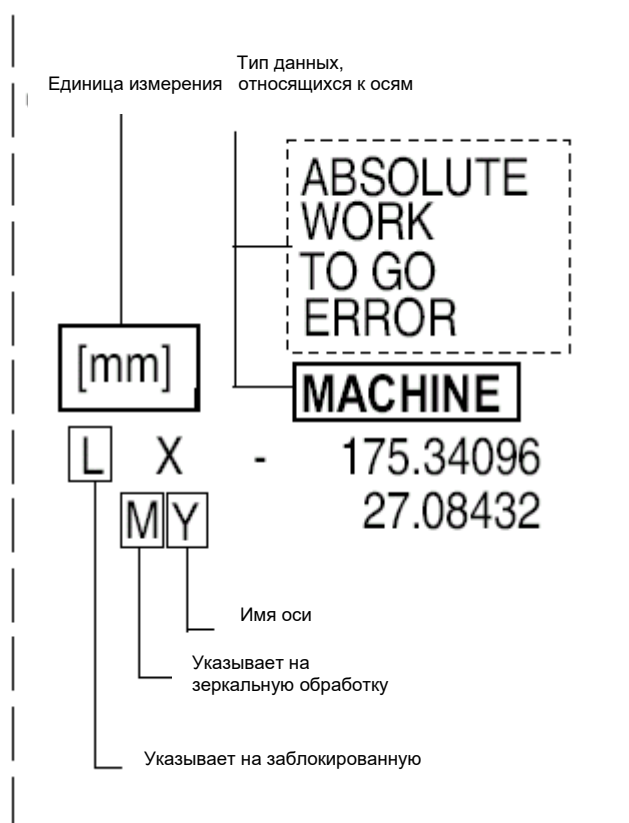 Тип данных,
Единица измерения относящихся к осям
ABSOLUTE
WORK
TO GO
ERROR
[mm]
MACHINE
L X - 175.34096
M Y 27.08432
Имя оси
Указывает на
зеркальную обработку
Указывает на заблокированную